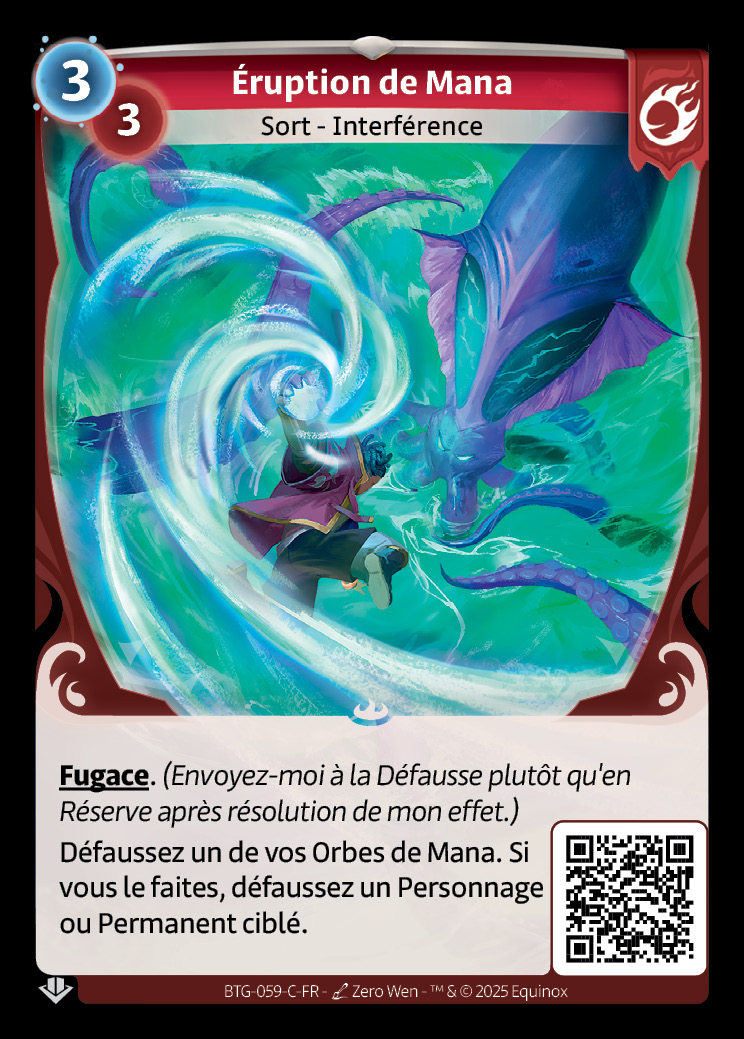 3
Éruption de Mana
3
Sort - Interférence
Fugace. (Envoyez-moi à la Défausse plutôt qu'en
Réserve après résolution de mon effet.)
Défaussez un de vos Orbes de Mana. Si
vous le faites, défaussez un Personnage
ou Permanent ciblé.
BTG-059-C-FR - Zero Wen - ™ & © 2025 Equinox